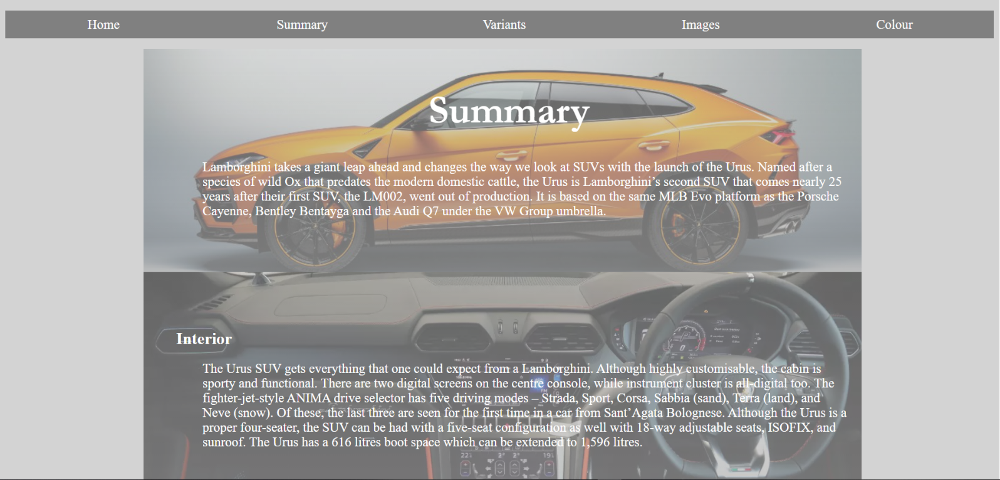 Home Summary Variants Images Colour
Summary
Lamborghini takes a giant leap ahead and changes the way we look at SUVs with the launch of the Urus. Named after a
species of wild Ox that predates the modern domestic cattle, the Urus is Lamborghini’s second SUV that comes nearly 25
years after their first SUV, the LM002, went out of production. It is based on the same MLB Evo platform as the Porsche
Cayenne, Bentley Bentayga and the Audi Q7 under the VW Group umbrella.
Interior
The Urus SUV gets everything that one could expect from a Lamborghini. Although highly customisable, the cabin is
sporty and functional. There are two digital screens on the centre console, while instrument cluster is all-digital too. The
fighter-jet-style ANIMA drive selector has five driving modes – Strada, Sport, Corsa, Sabbia (sand), Terra (land), and
Neve (snow). Of these, the last three are seen for the first time in a car from Sant’Agata Bolognese. Although the Urus is a
proper four-seater, the SUV can be had with a five-seat configuration as well with 18-way adjustable seats, ISOFIX, and
sunroof. The Urus has a 616 litres boot space which can be extended to 1,596 litres.